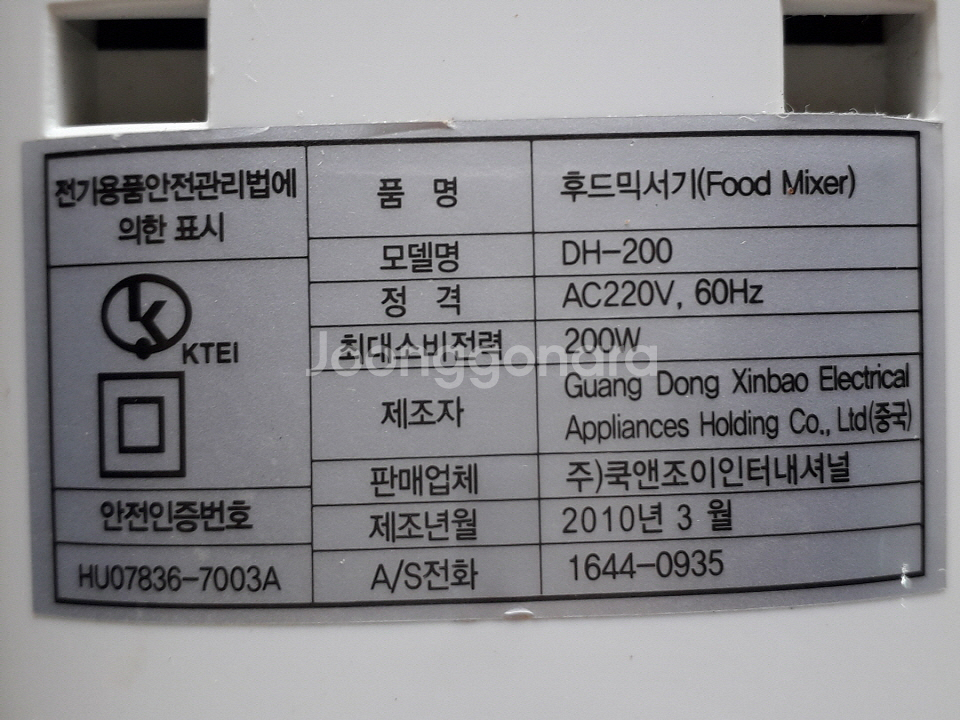 전기용품안전관리법에
의한 표시
KTEI
안전인증번호
HU07836-7003A
품 명 후드믹서기(Food Mixer)
모델명 DH-200
정 격 AC220V, 60Hz
최대소비전력 200W
제조자 Guang Dong Xinbao Electrical
Appliances Holding Co., Ltd(중국)
판매업체 주)쿡앤조이인터내셔널
제조년월 2010년 3 월
A/S전화 1644-0935
Joonggonara